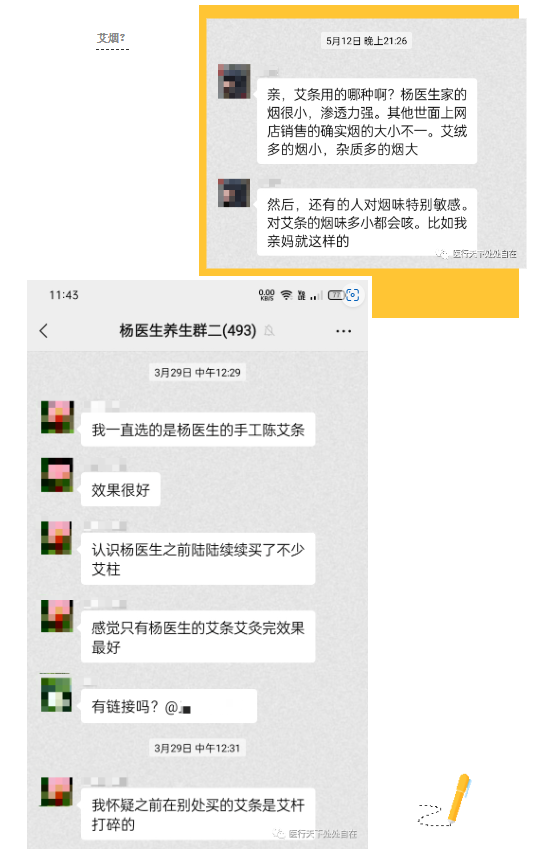 艾烟?
5月12日 晚上21:26
亲，艾条用的哪种啊？杨医生家的
烟很小，渗透力强。其他世面上网
店销售的确实烟的大小不一。艾绒
多的烟小，杂质多的烟大
然后，还有的人对烟味特别敏感。
对艾条的烟味多小都会咳。比如我
亲妈就这样的
医行天下处处自在
11:43
0.00
KB/S
77
杨医生养生群二(493)
3月29日 中午12:29
我一直选的是杨医生的手工陈艾条
效果很好
认识杨医生之前陆陆续续买了不少
艾柱
感觉只有杨医生的艾条艾灸完效果
最好
有链接吗？@
3月29日 中午12:31
我怀疑之前在别处买的艾条是艾杆
打碎的
医行天下处处自在